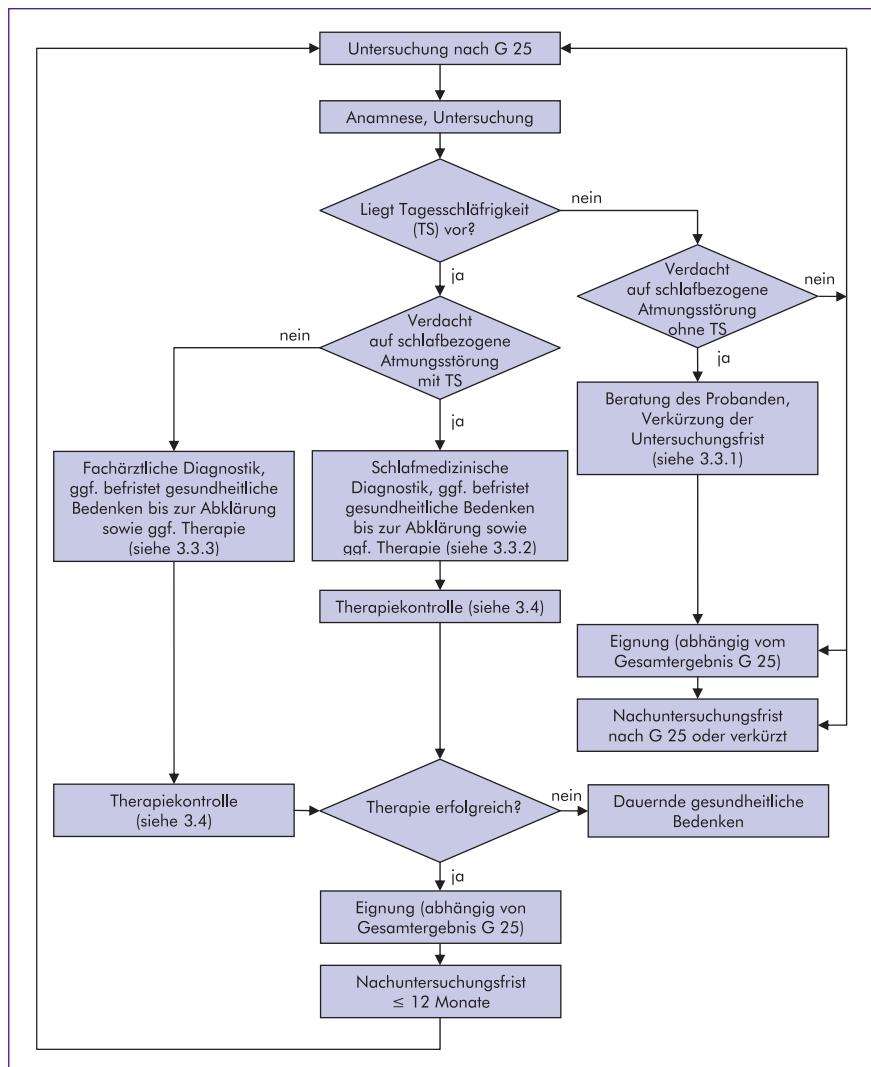 Untersuchung nach G 25
Anamnese, Untersuchung
Liegt Tagesschläfrigkeit
(TS) vor?
nein
ja
Verdacht
auf schlafbezogene
Atmungsstörung
ohne TS
nein
ja
Verdacht
auf schlafbezogene
Atmungsstörung
mit TS
nein
ja
Beratung des Probanden,
Verkürzung der
Untersuchungsfrist
(siehe 3.3.1)
Fachärztliche Diagnostik,
ggf. befristet gesundheitliche
Bedenken bis zur Abklärung
sowie ggf. Therapie
(siehe 3.3.3)
Schlafmedizinische
Diagnostik, ggf. befristet
gesundheitliche Bedenken
bis zur Abklärung sowie
ggf. Therapie (siehe 3.3.2)
Therapiekontrolle (siehe 3.4)
Eignung (abhängig vom
Gesamtergebnis G 25)
Nachuntersuchungsfrist
nach G 25 oder verkürzt
Therapiekontrolle
(siehe 3.4)
Therapie erfolgreich?
nein
Dauernde gesundheitliche
Bedenken
ja
Eignung (abhängig von
Gesamtergebnis G 25)
Nachuntersuchungsfrist
≤ 12 Monate